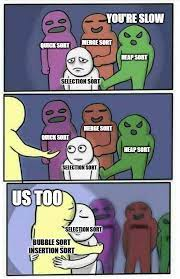 YOU'RE SLOW
MERGE SORT
QUICK SORT
HEAP SORT
SELECTION SORT
MERGE SORT
QUICK SORT
HEAP SORT
SELECTION SORT
US TOO
SELECTION SORT
BUBBLE SORT
INSERTION SORT